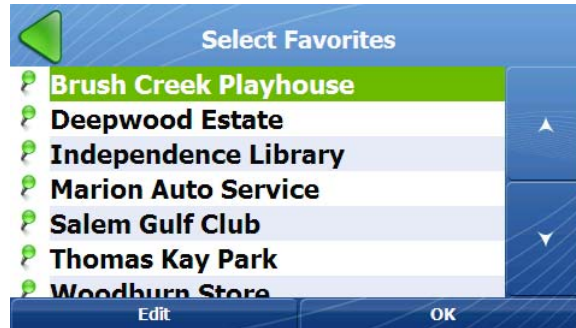 Select Favorites
Brush Creek Playhouse
Deepwood Estate
Independence Library
Marion Auto Service
Salem Gulf Club
Thomas Kay Park
Woodburn Store
Edit OK